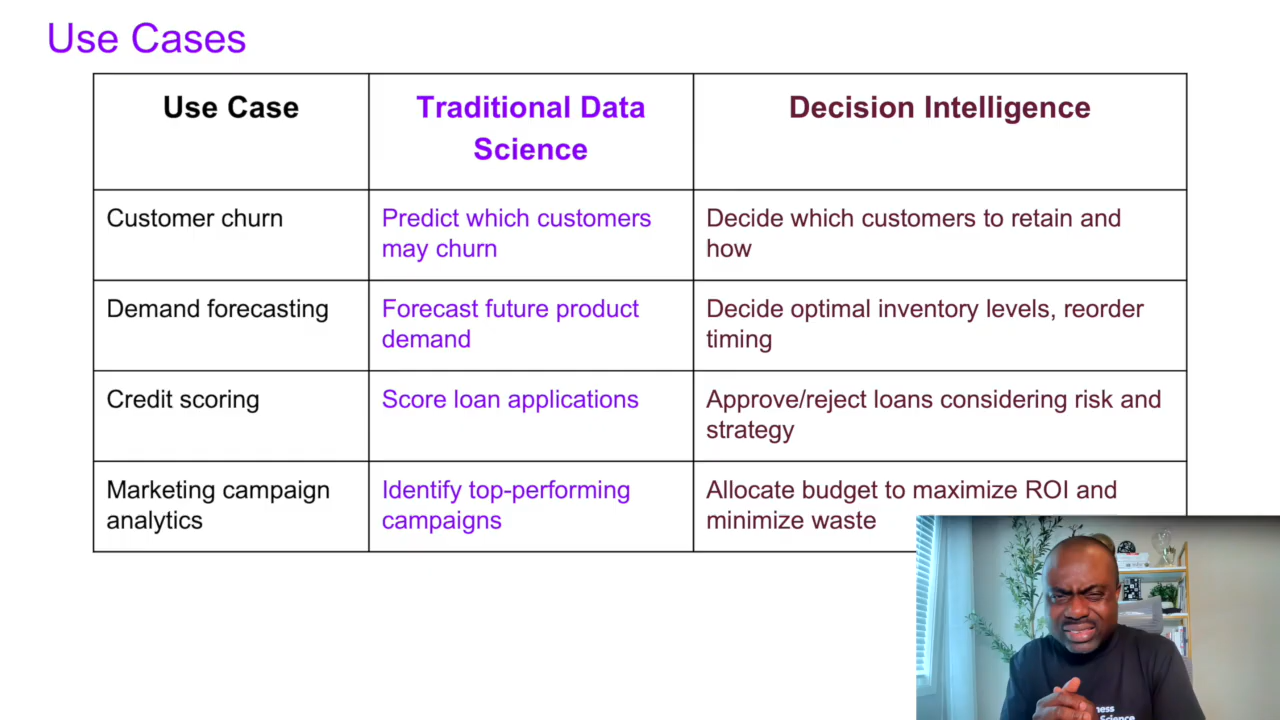 Use Cases
Use Case
Traditional Data
Science
Decision Intelligence
Customer churn
Predict which customers
may churn
Decide which customers to retain and
how
Demand forecasting
Forecast future product
demand
Decide optimal inventory levels, reorder
timing
Credit scoring
Score loan applications
Approve/reject loans considering risk and
strategy
Marketing campaign
analytics
Identify top-performing
campaigns
Allocate budget to maximize ROI and
minimize waste
Science